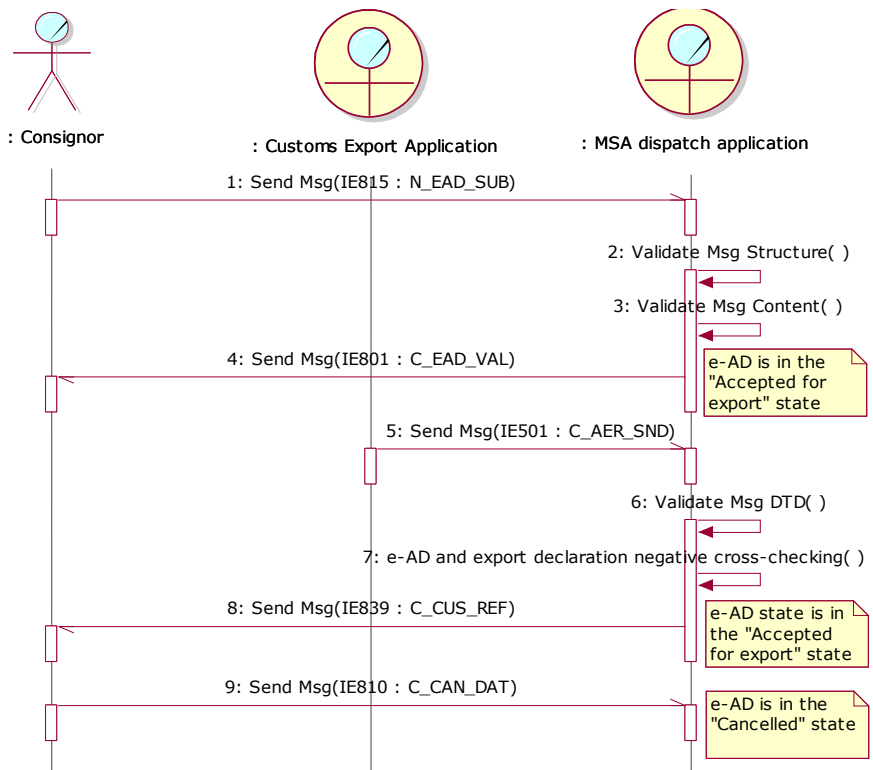 : Consignor
: Customs Export Application
: MSA dispatch application
1: Send Msg(IE815 : N_EAD_SUB)
2: Validate Msg Structure( )
3: Validate Msg Content( )
4: Send Msg(IE801 : C_EAD_VAL)
e-AD is in the
"Accepted for
export" state
5: Send Msg(IE501 : C_AER_SND)
6: Validate Msg DTD( )
7: e-AD and export declaration negative cross-checking( )
8: Send Msg(IE839 : C_CUS_REF)
e-AD state is in
the "Accepted
for export" state
9: Send Msg(IE810 : C_CAN_DAT)
e-AD is in the
"Cancelled" state